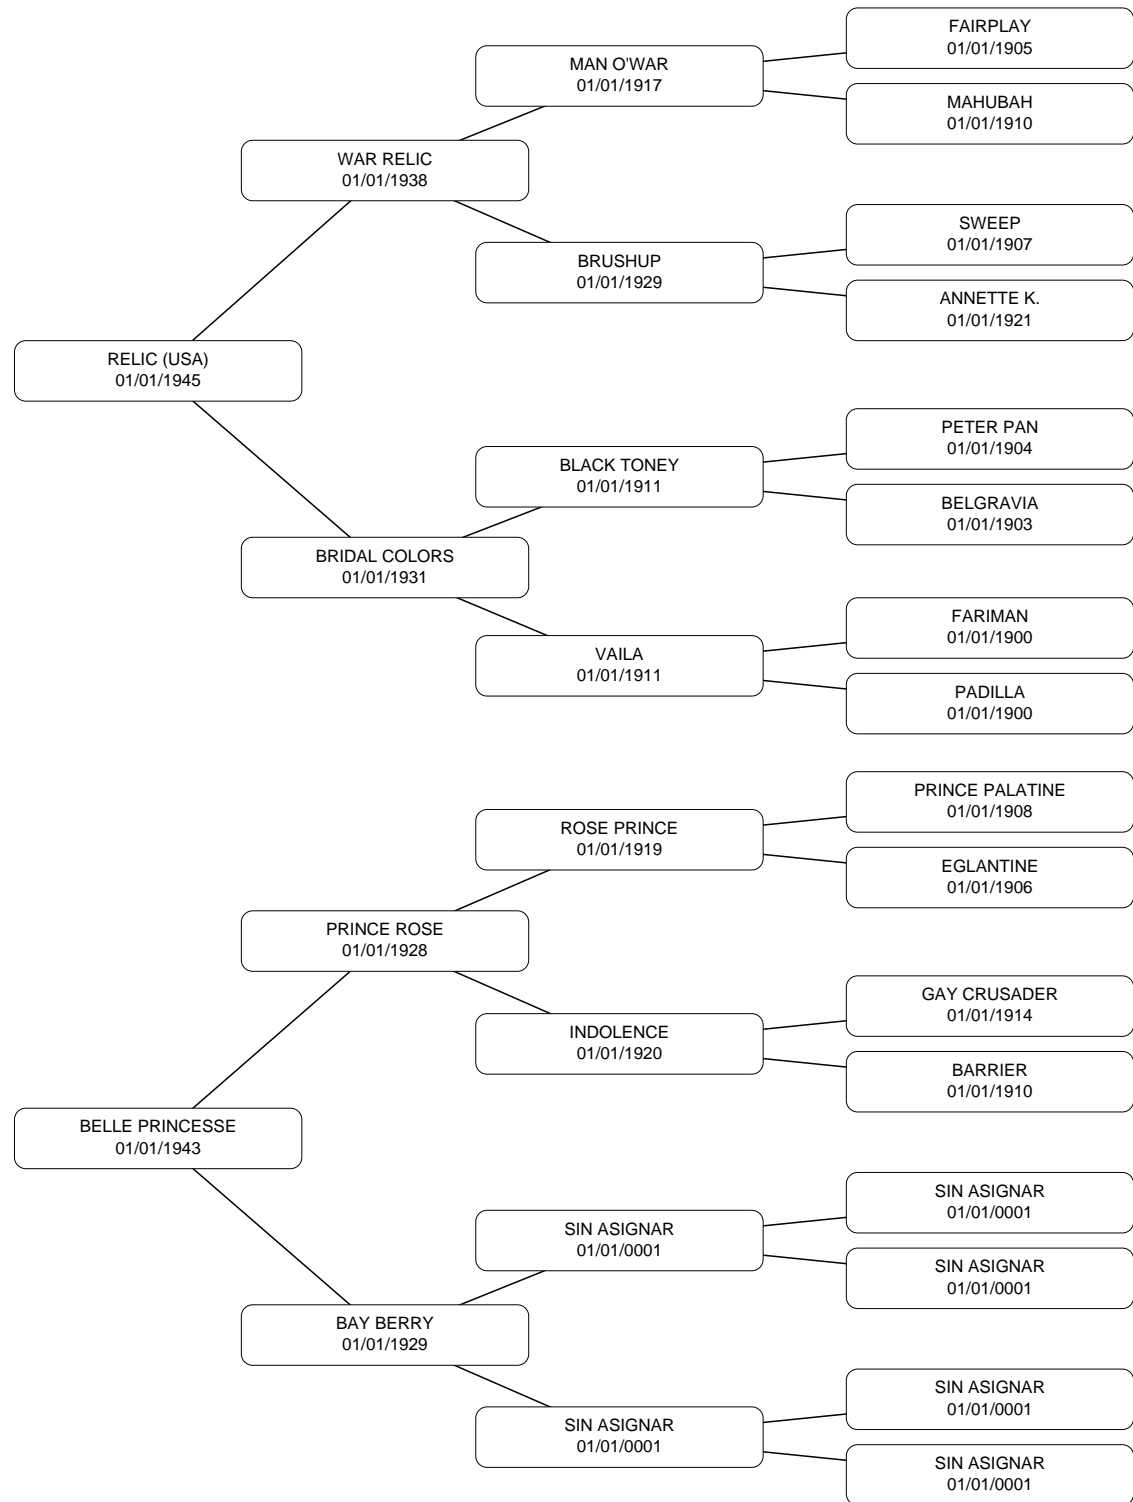 FAIRPLAY
01/01/1905
MAN O'WAR
01/01/1917
MAHUBAH
01/01/1910
WAR RELIC
01/01/1938
SWEEP
01/01/1907
BRUSHUP
01/01/1929
ANNETTE K.
01/01/1921
RELIC (USA)
01/01/1945
PETER PAN
01/01/1904
BLACK TONEY
01/01/1911
BELGRAVIA
01/01/1903
BRIDAL COLORS
01/01/1931
FARIMAN
01/01/1900
VAILA
01/01/1911
PADILLA
01/01/1900
PRINCE PALATINE
01/01/1908
ROSE PRINCE
01/01/1919
EGLANTINE
01/01/1906
PRINCE ROSE
01/01/1928
GAY CRUSADER
01/01/1914
INDOLENCE
01/01/1920
BARRIER
01/01/1910
BELLE PRINCESSE
01/01/1943
SIN ASIGNAR
01/01/0001
SIN ASIGNAR
01/01/0001
SIN ASIGNAR
01/01/0001
BAY BERRY
01/01/1929
SIN ASIGNAR
01/01/0001
SIN ASIGNAR
01/01/0001
SIN ASIGNAR
01/01/0001